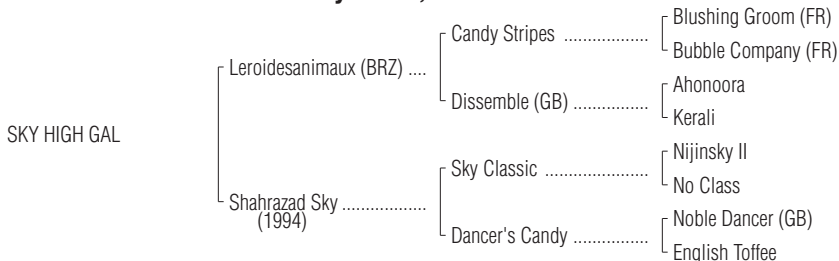 Blushing Groom (FR)
Candy Stripes .................
Bubble Company (FR)
Leroidesanimaux (BRZ) ....
Ahonoora
Dissemble (GB) ...............
Kerali
SKY HIGH GAL
Nijinsky II
Sky Classic ......................
No Class
Shahrazad Sky .................
(1994)
Noble Dancer (GB)
Dancer's Candy ...............
English Toffee